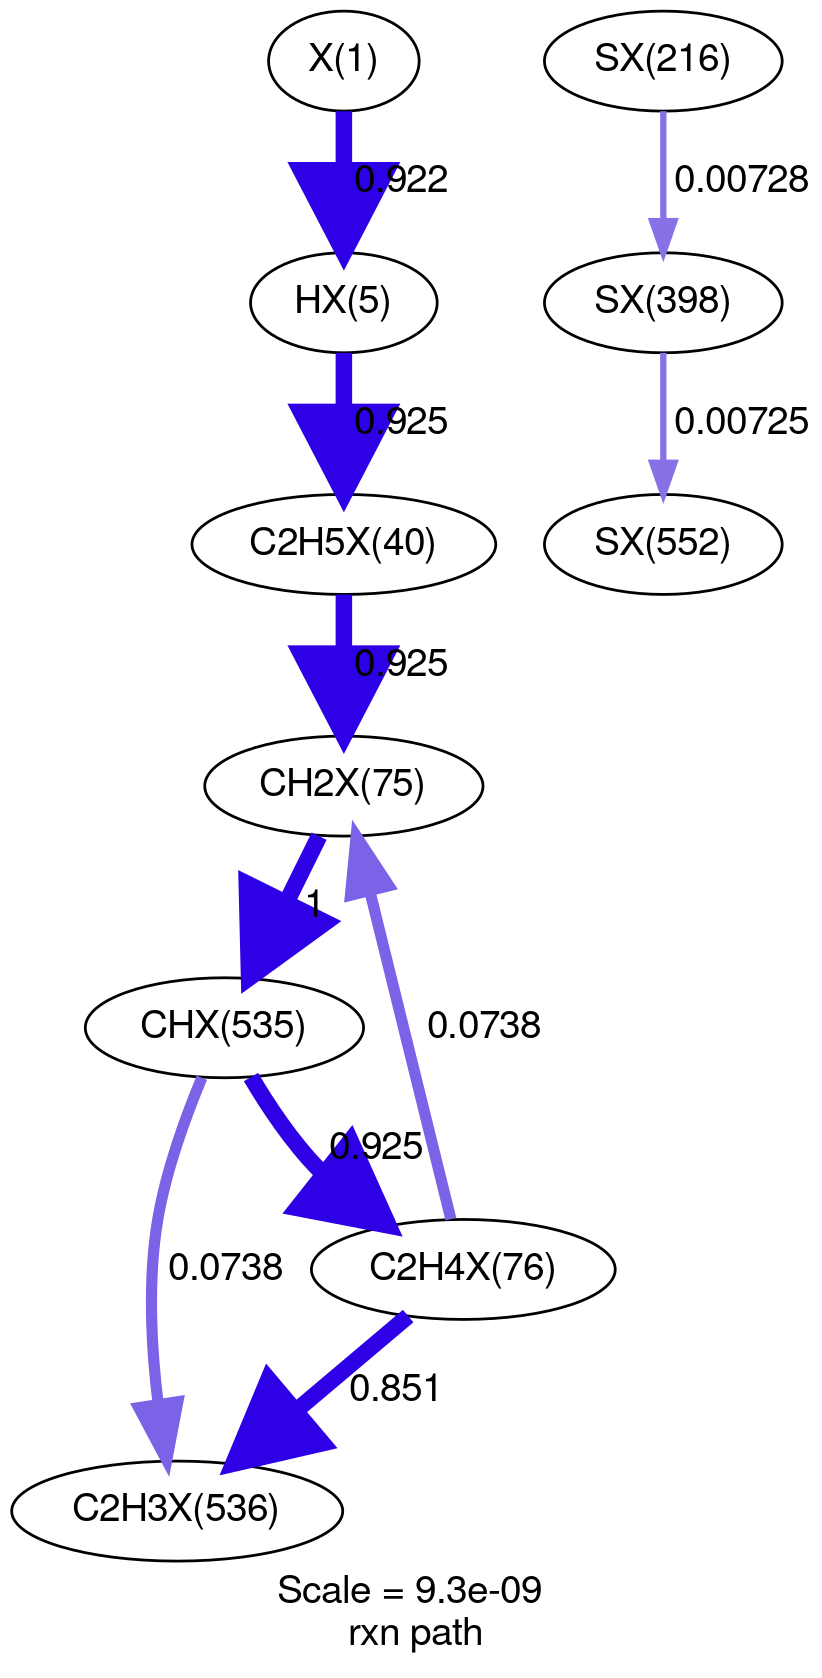 X(1)
SX(216)
0.922
0.00728
HX(5)
SX(398)
0.925
0.00725
C2H5X(40)
SX(552)
0.925
CH2X(75)
1
CHX(535)
0.0738
0.925
0.0738
C2H4X(76)
0.851
C2H3X(536)
Scale = 9.3e-09
rxn path